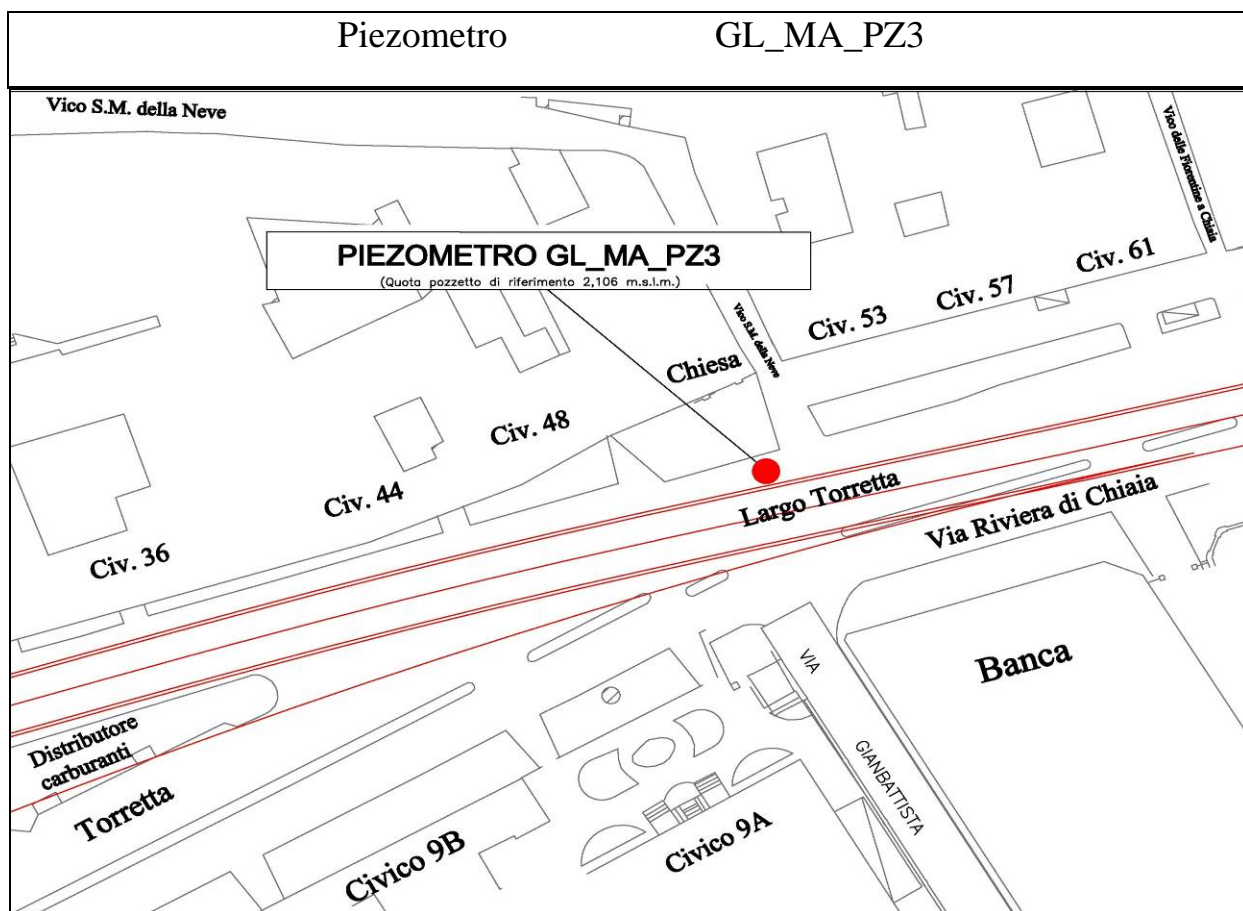 Piezometro GL_MA_PZ3
Vico S.M. della Neve
Vico delle Fiorentine a Chiaia
PIEZOMETRO GL_MA_PZ3
(Quota pozzetto di riferimento 2,106 m.s.l.m.)
Civ. 61
Civ. 57
Civ. 53
Vico S.M. della Neve
Chiesa
Civ. 48
Civ. 44
Civ. 36
Largo Torretta
Via Riviera di Chiaia
Banca
VIA
GIANBATTISTA
Distributore
carburanti
Torretta
Civico 9B
Civico 9A